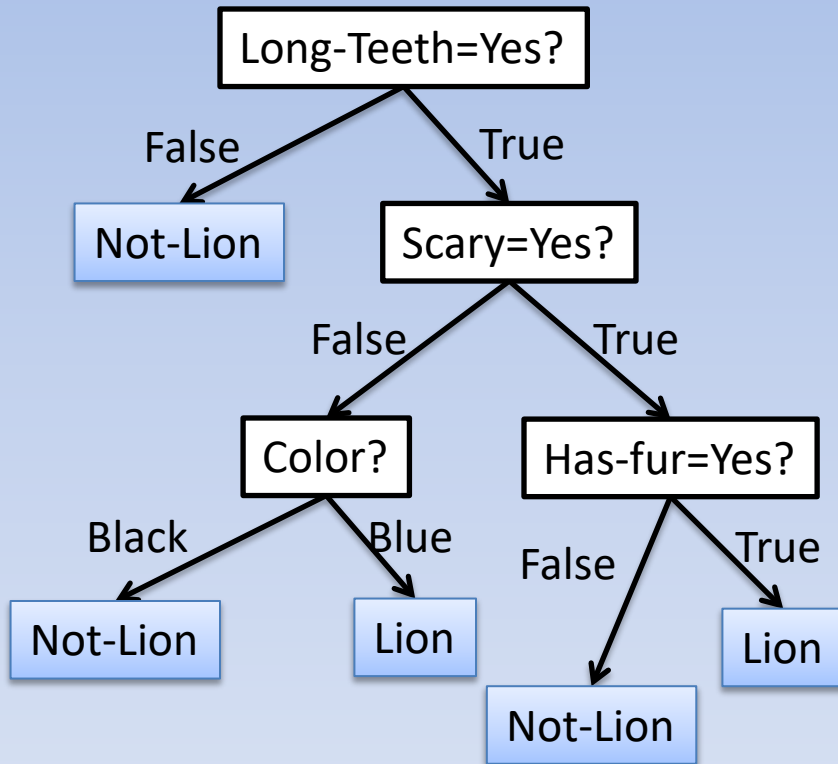 Long-Teeth=Yes?
False
True
Not-Lion
Scary=Yes?
False
True
Color?
Has-fur=Yes?
Black
Blue
False
True
Not-Lion
Lion
Not-Lion
Lion